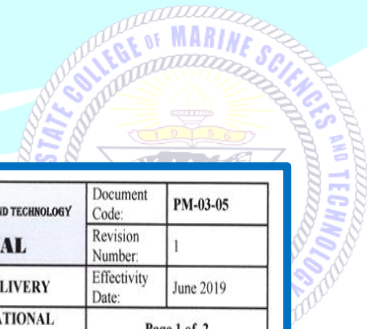 STATE COLLEGE OF MARINE SCIENCES AND TECHNOLOGY
1956
ND TECHNOLOGY
Document Code:
PM-03-05
AL
Revision Number:
1
LIVERY
Effectivity Date:
June 2019
ATIONAL
Page 1 of 2